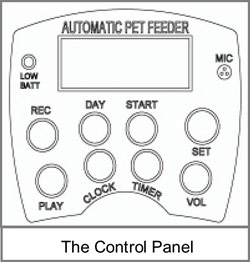 AUTOMATIC PET FEEDER
LOW
BATT
MIC
REC
DAY
START
SET
PLAY
CLOCK
TIMER
VOL
The Control Panel